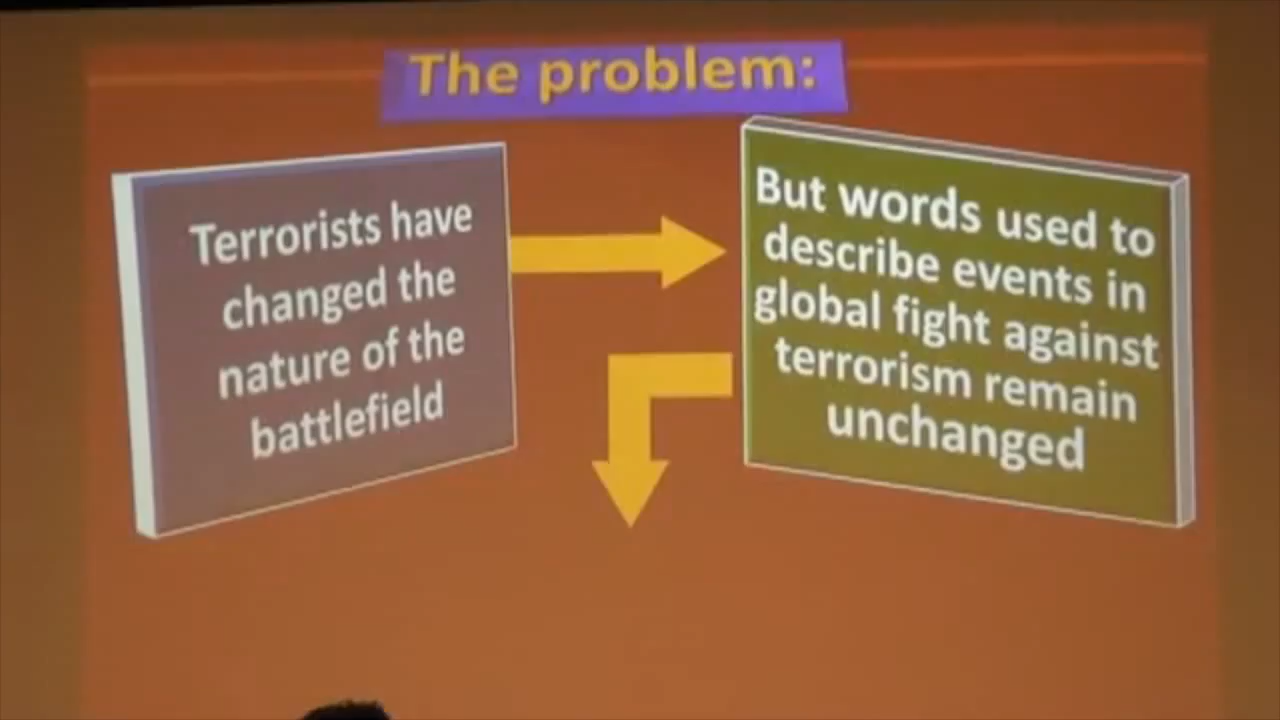 The problem:
Terrorists have
changed the
nature of the
battlefield
But words used to
describe events in
global fight against
terrorism remain
unchanged